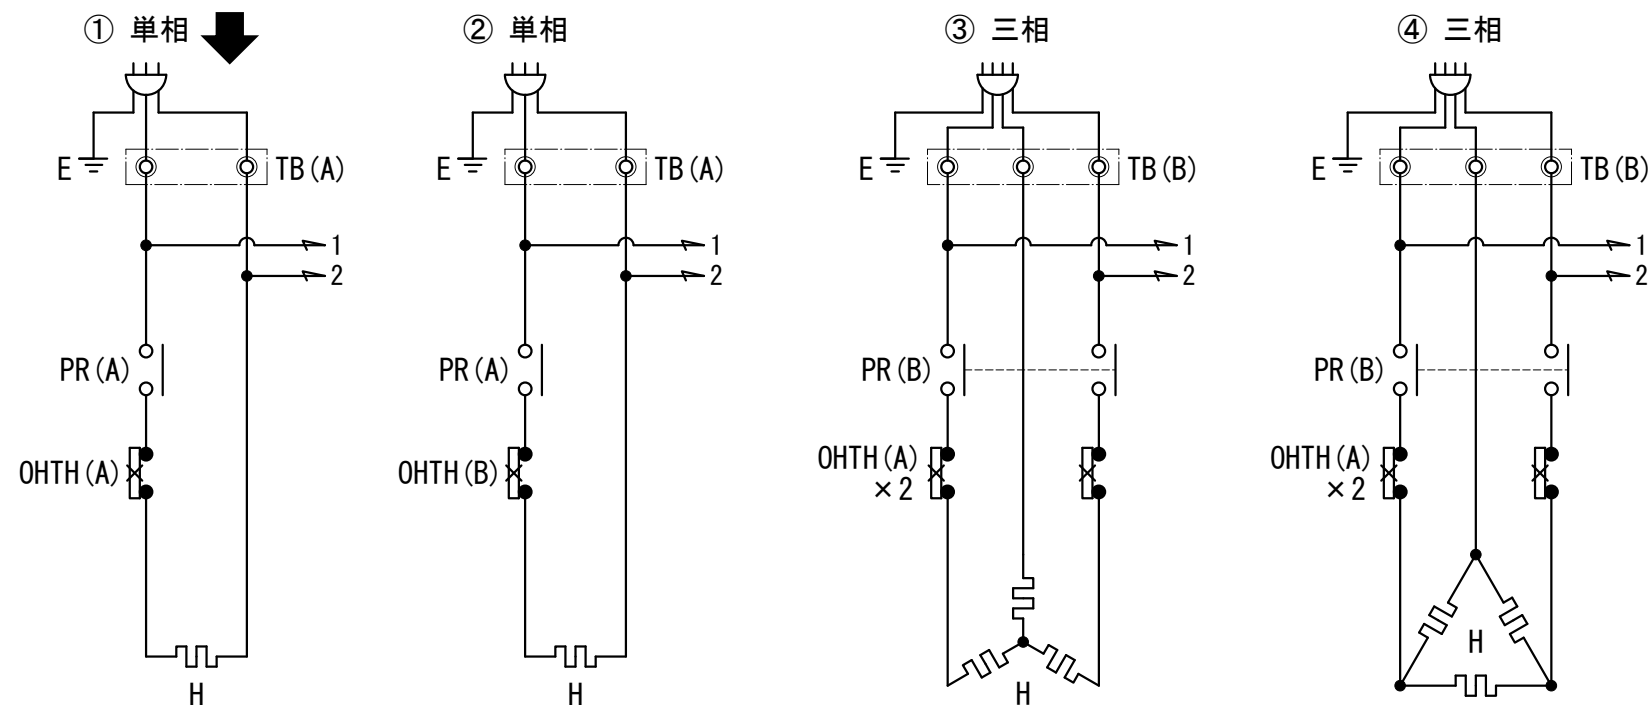 ① 単相
② 単相
③ 三相
④ 三相
E
TB(A)
E
TB(A)
E
TB(B)
E
TB(B)
1
1
1
1
2
2
2
2
PR(A)
PR(A)
PR(B)
PR(B)
OHTH(A)
OHTH(B)
OHTH(A)
×2
OHTH(A)
×2
H
H
H
H